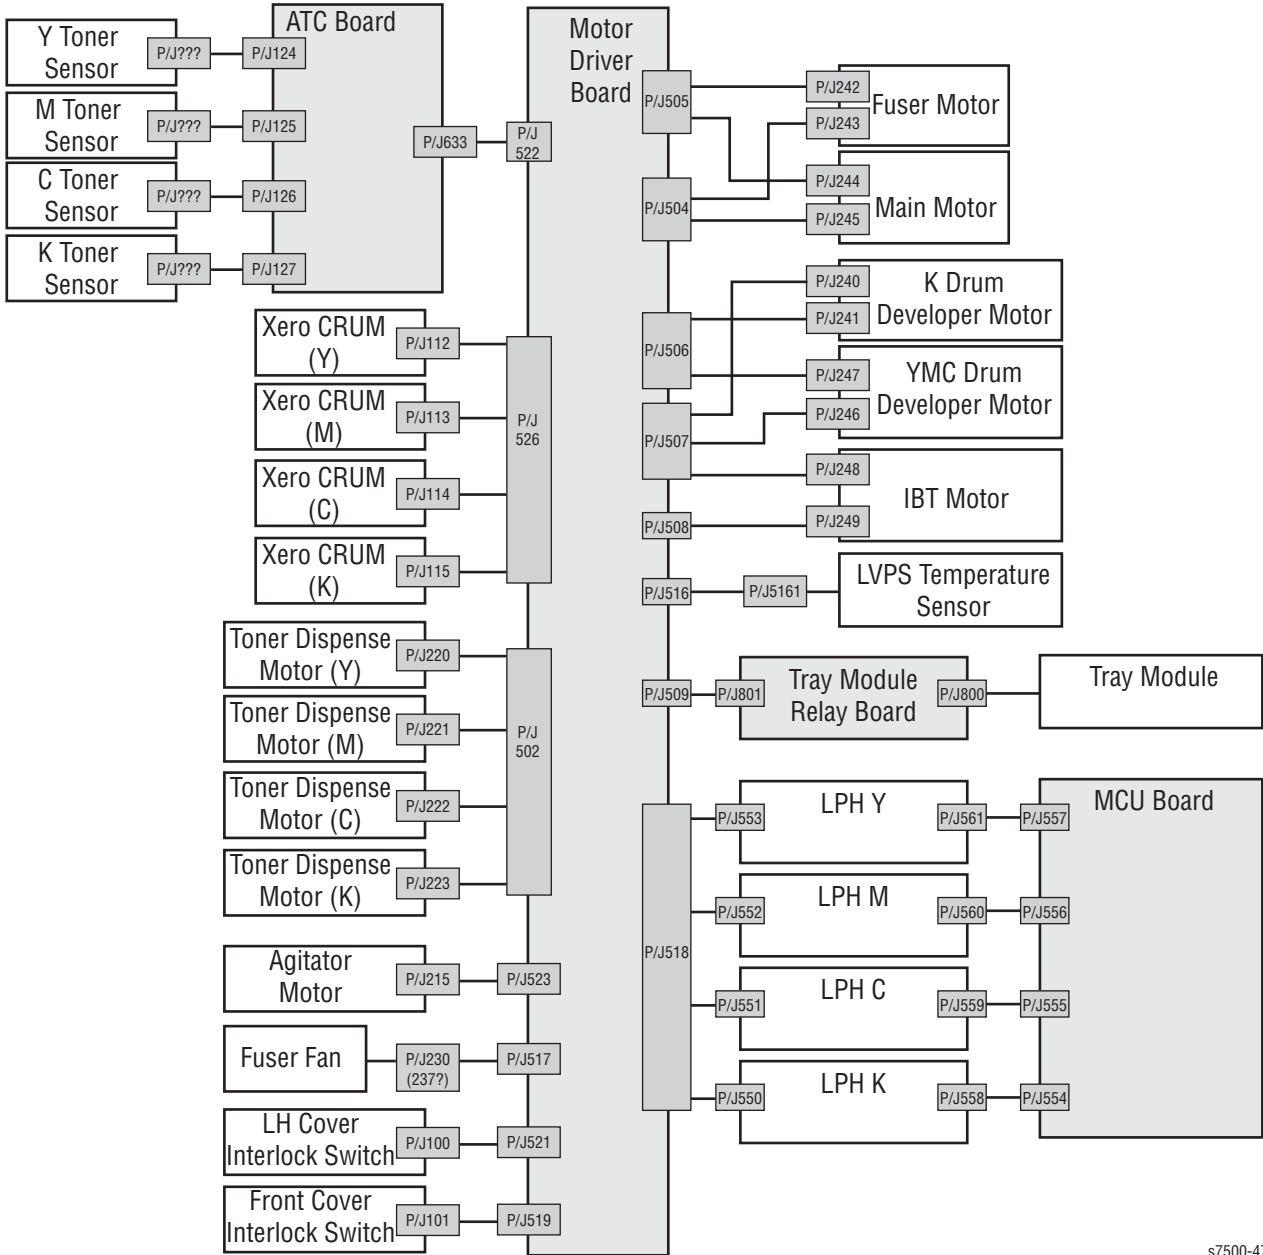 ATC Board
Y Toner
Sensor
P/J???
P/J124
M Toner
Sensor
P/J???
P/J125
C Toner
Sensor
P/J???
P/J126
K Toner
Sensor
P/J???
P/J127
P/J633
P/J
522
Motor
Driver
Board
Xero CRUM
(Y)
P/J112
Xero CRUM
(M)
P/J113
Xero CRUM
(C)
P/J114
Xero CRUM
(K)
P/J115
P/J
526
Toner Dispense
Motor (Y)
P/J220
Toner Dispense
Motor (M)
P/J221
Toner Dispense
Motor (C)
P/J222
Toner Dispense
Motor (K)
P/J223
P/J
502
Agitator
Motor
P/J215
P/J523
Fuser Fan
P/J230
(237?)
P/J517
LH Cover
Interlock Switch
P/J100
P/J521
Front Cover
Interlock Switch
P/J101
P/J519
P/J505
P/J242
P/J243
Fuser Motor
P/J504
P/J244
P/J245
Main Motor
P/J506
P/J240
P/J241
K Drum
Developer Motor
P/J507
P/J247
P/J246
YMC Drum
Developer Motor
P/J248
P/J249
IBT Motor
P/J508
P/J516
P/J5161
LVPS Temperature
Sensor
P/J509
P/J801
Tray Module
Relay Board
P/J800
Tray Module
P/J518
P/J553
LPH Y
P/J561
P/J557
MCU Board
P/J552
LPH M
P/J560
P/J556
P/J551
LPH C
P/J559
P/J555
P/J550
LPH K
P/J558
P/J554